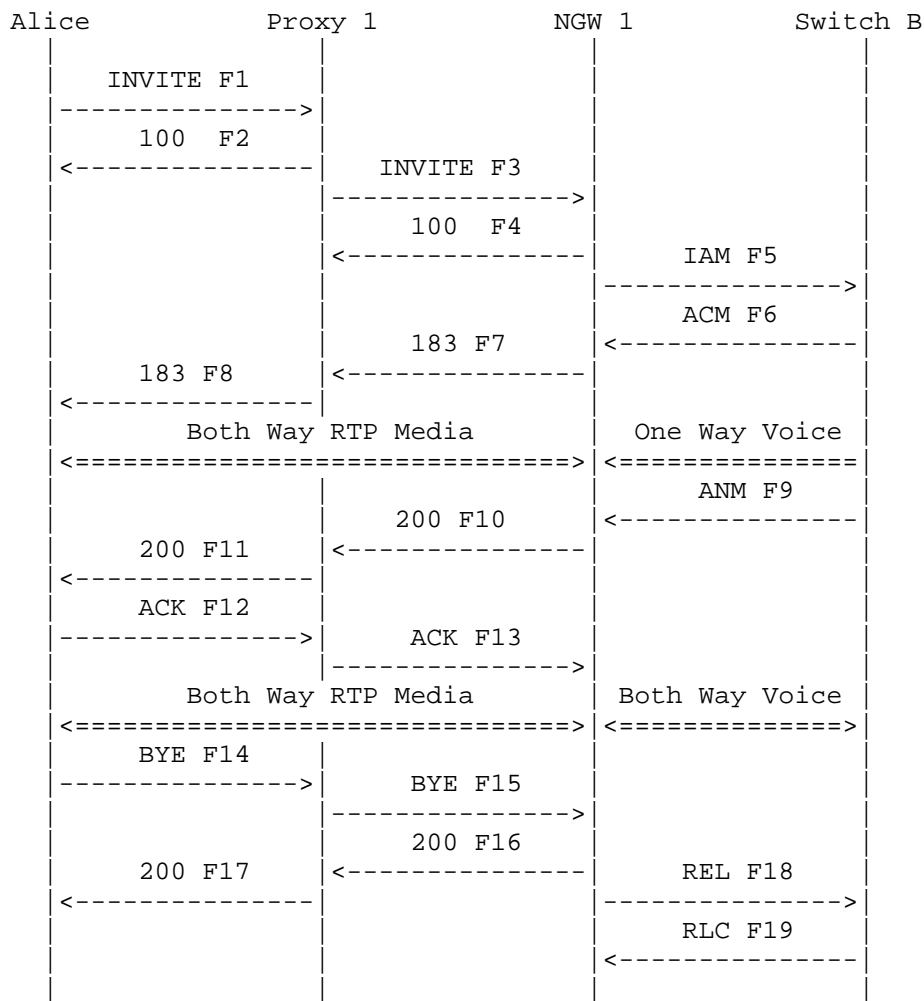 Alice Proxy 1 NGW 1 Switch B
INVITE F1
100 F2
INVITE F3
100 F4
IAM F5
ACM F6
183 F7
183 F8
Both Way RTP Media One Way Voice
ANM F9
200 F10
200 F11
ACK F12
ACK F13
Both Way RTP Media Both Way Voice
BYE F14
BYE F15
200 F16
200 F17 REL F18
RLC F19